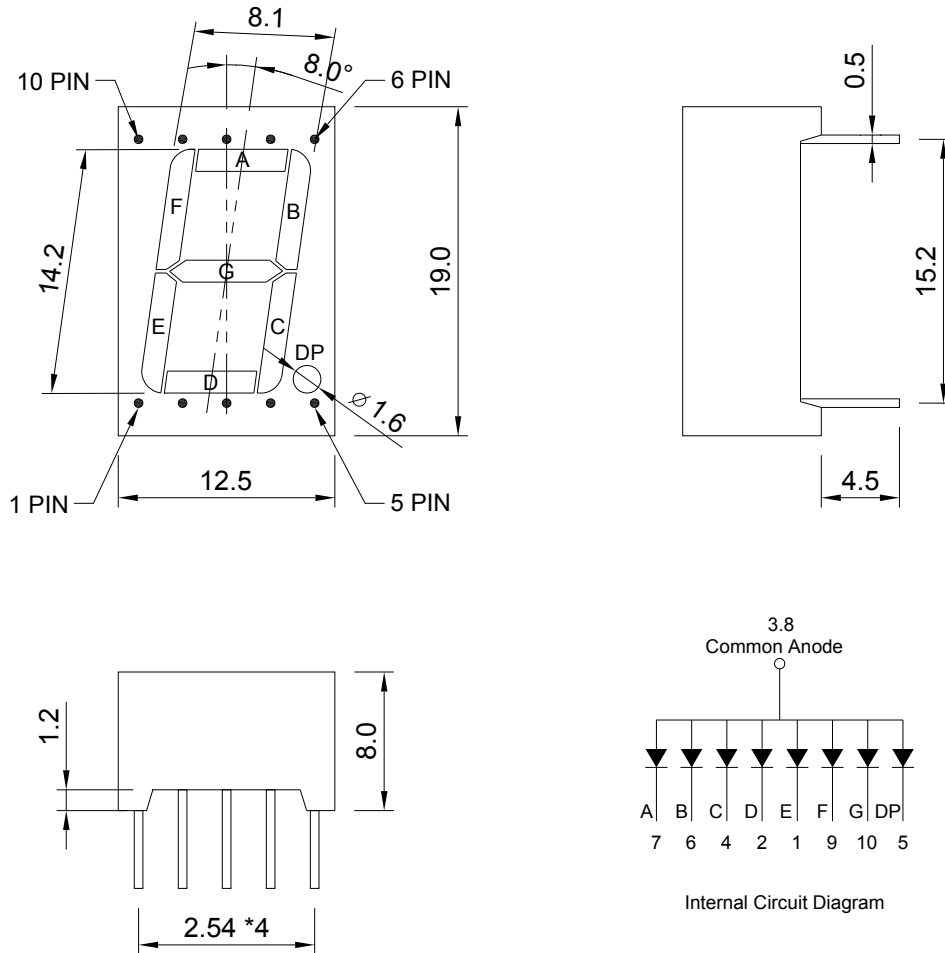 8.1
8.0°
10 PIN
6 PIN
0.5
A
F
B
14.2
G
19.0
15.2
E
C
DP
D
⌀ 1.6
12.5
4.5
1 PIN
5 PIN
3.8
Common Anode
1.2
8.0
A B C D E F G DP
7 6 4 2 1 9 10 5
2.54 *4
Internal Circuit Diagram